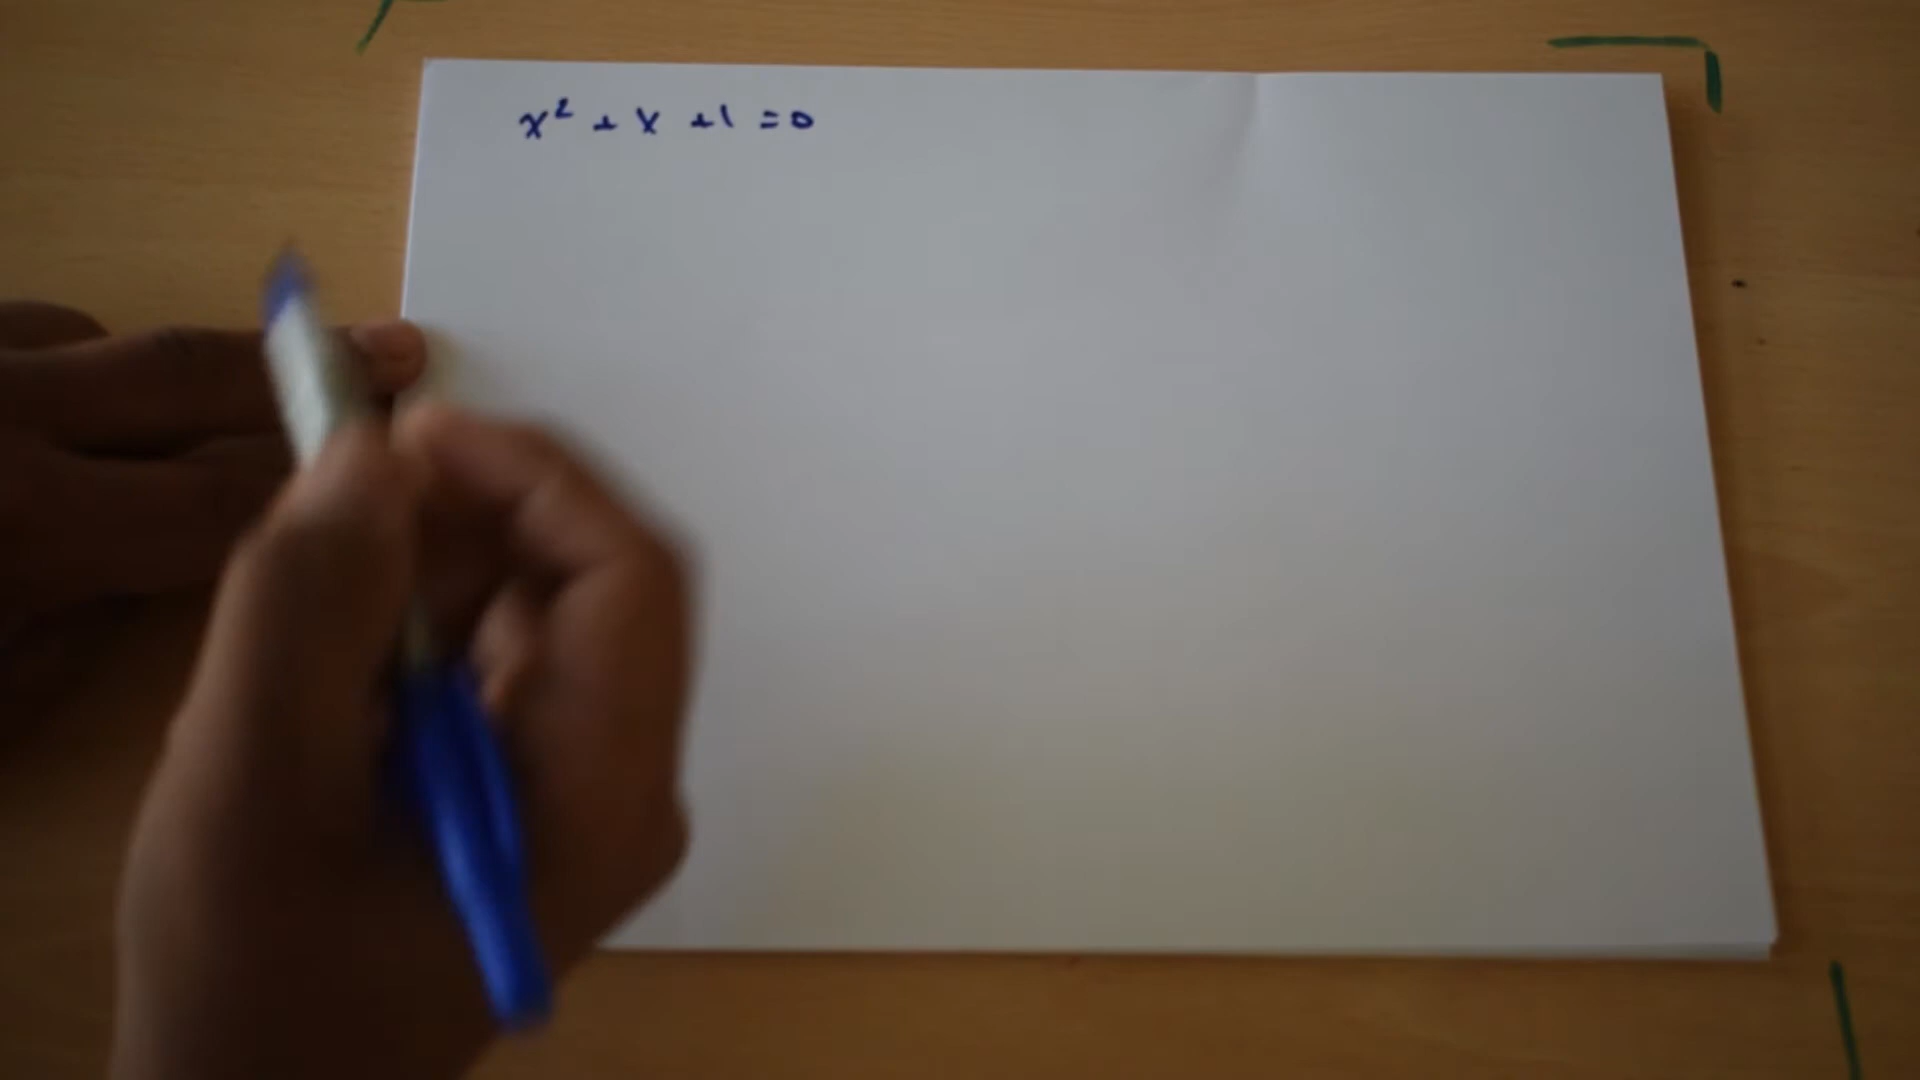 x² + x +1 = 0